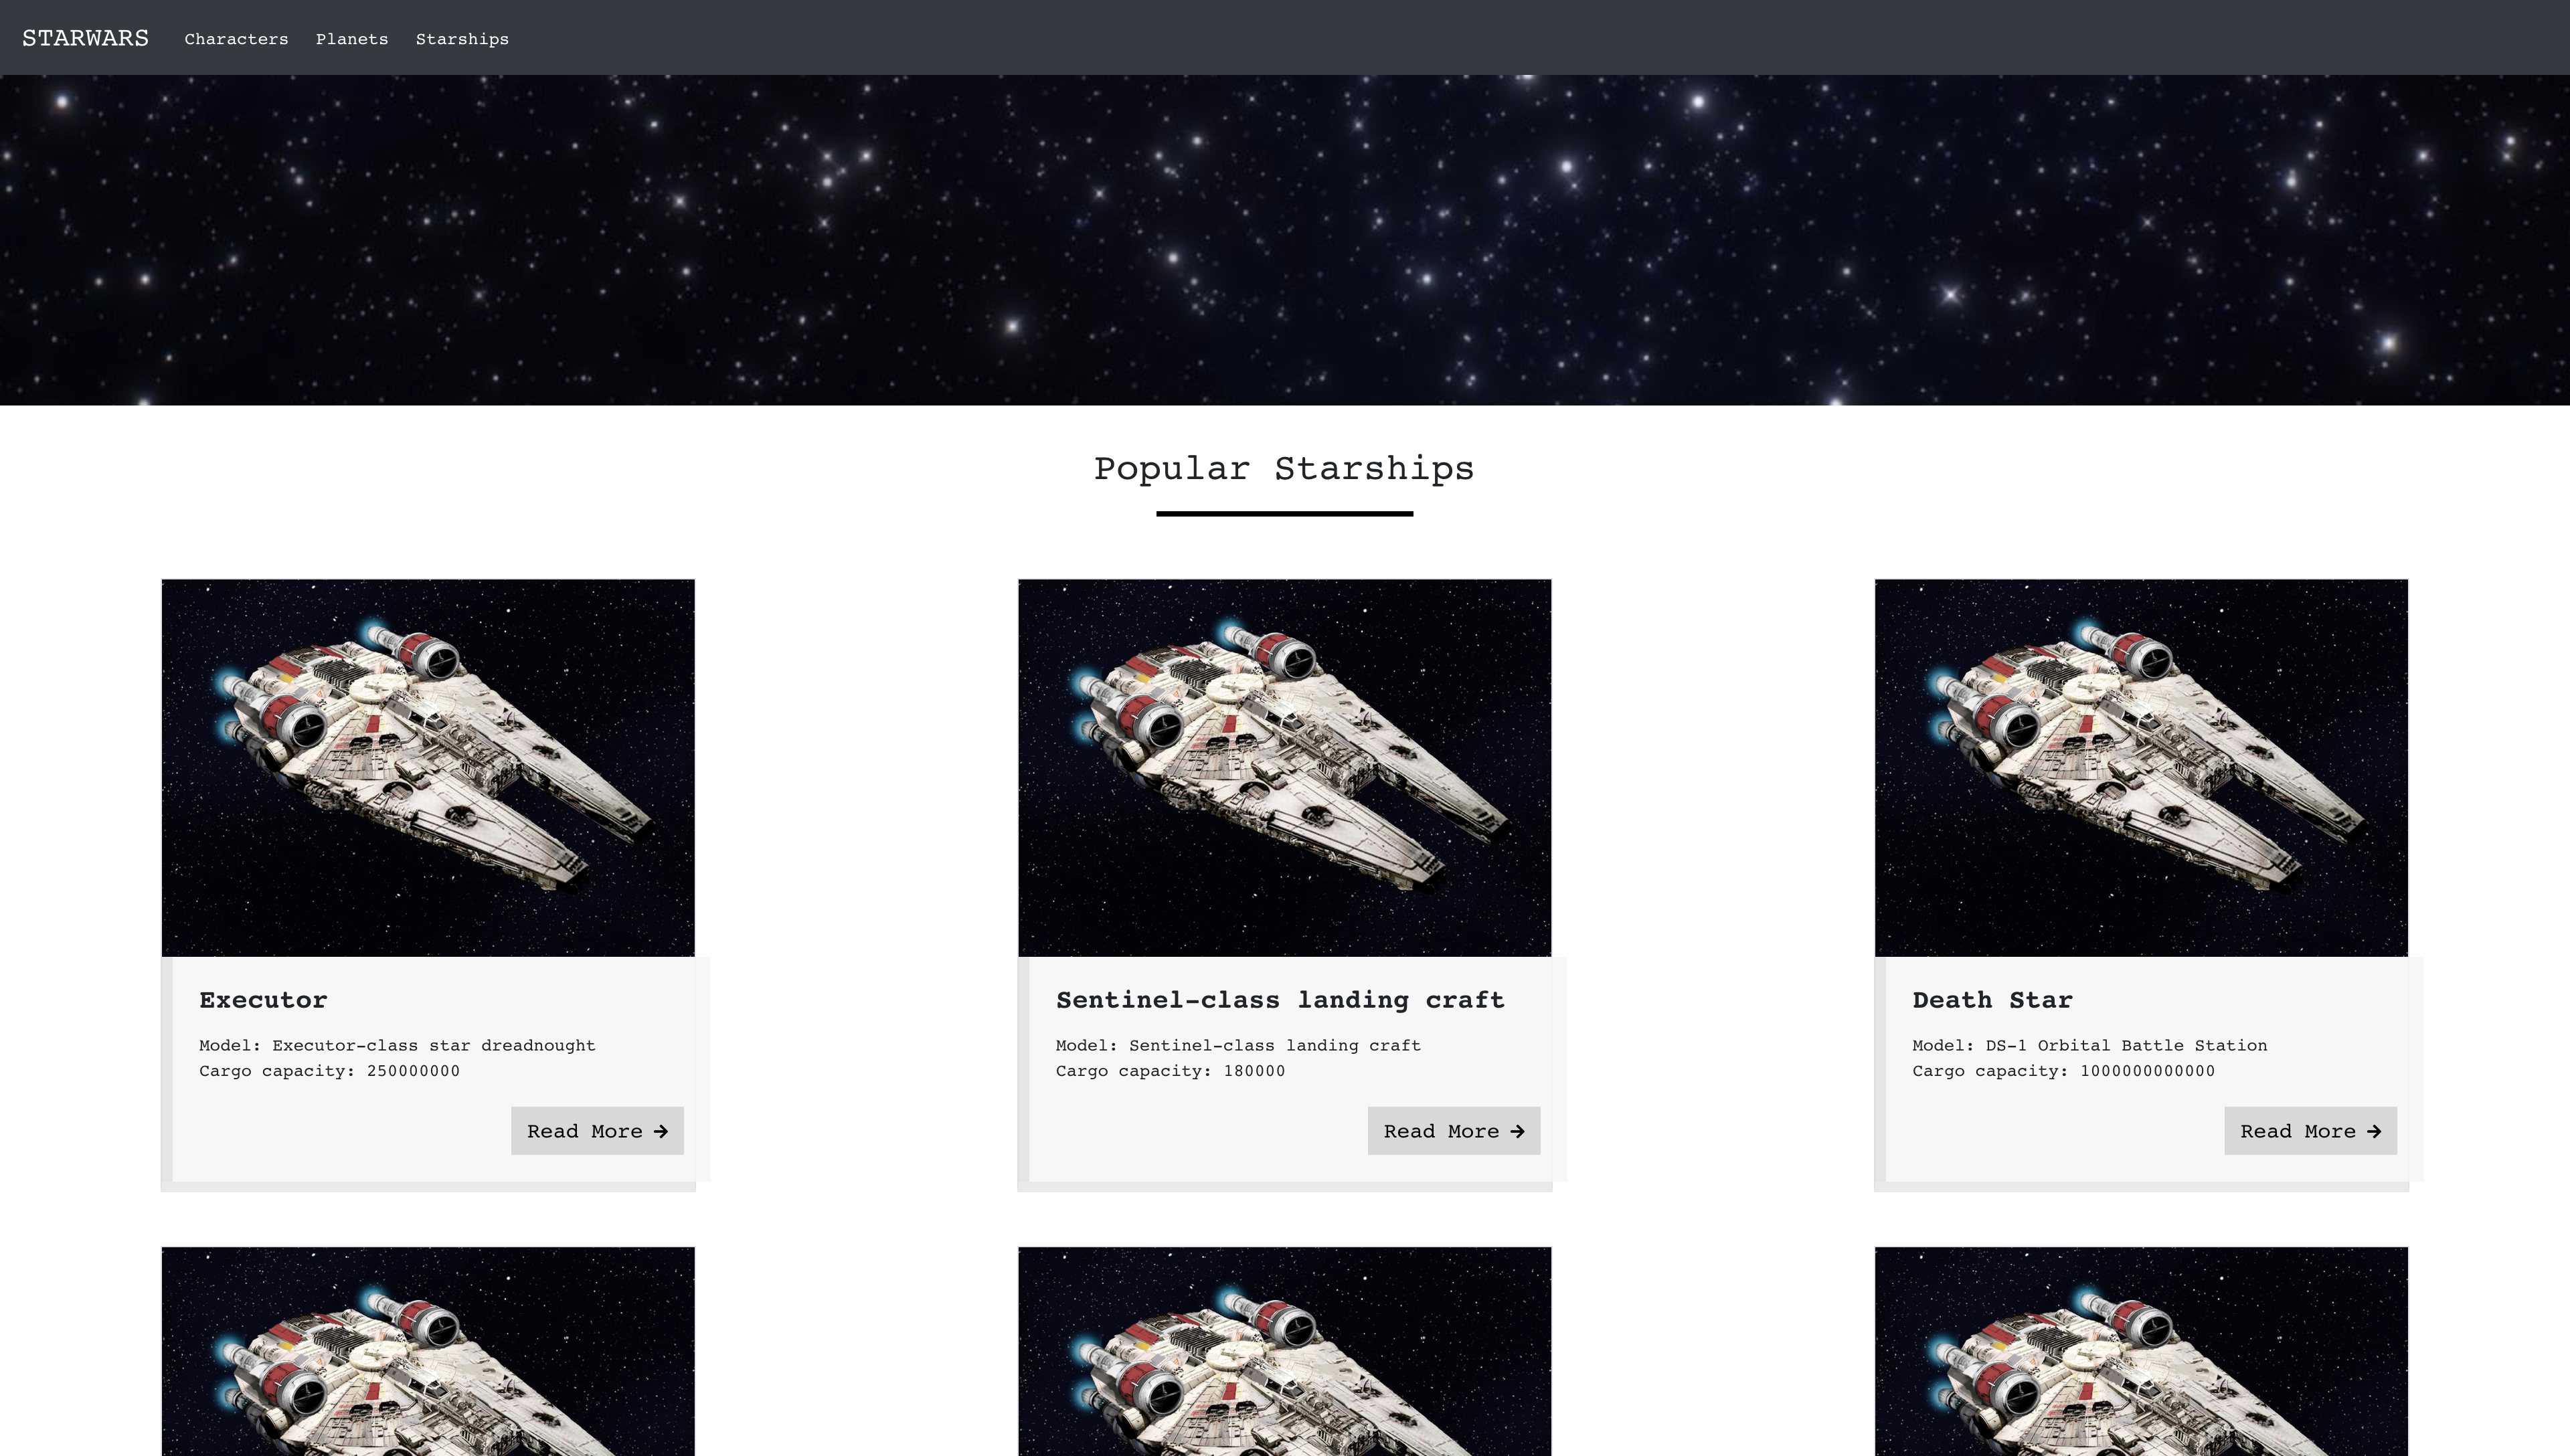 STARWARS Characters Planets Starships
Popular Starships
Executor
Model: Executor-class star dreadnought
Cargo capacity: 250000000
Read More
Sentinel-class landing craft
Model: Sentinel-class landing craft
Cargo capacity: 180000
Read More
Death Star
Model: DS-1 Orbital Battle Station
Cargo capacity: 1000000000000
Read More